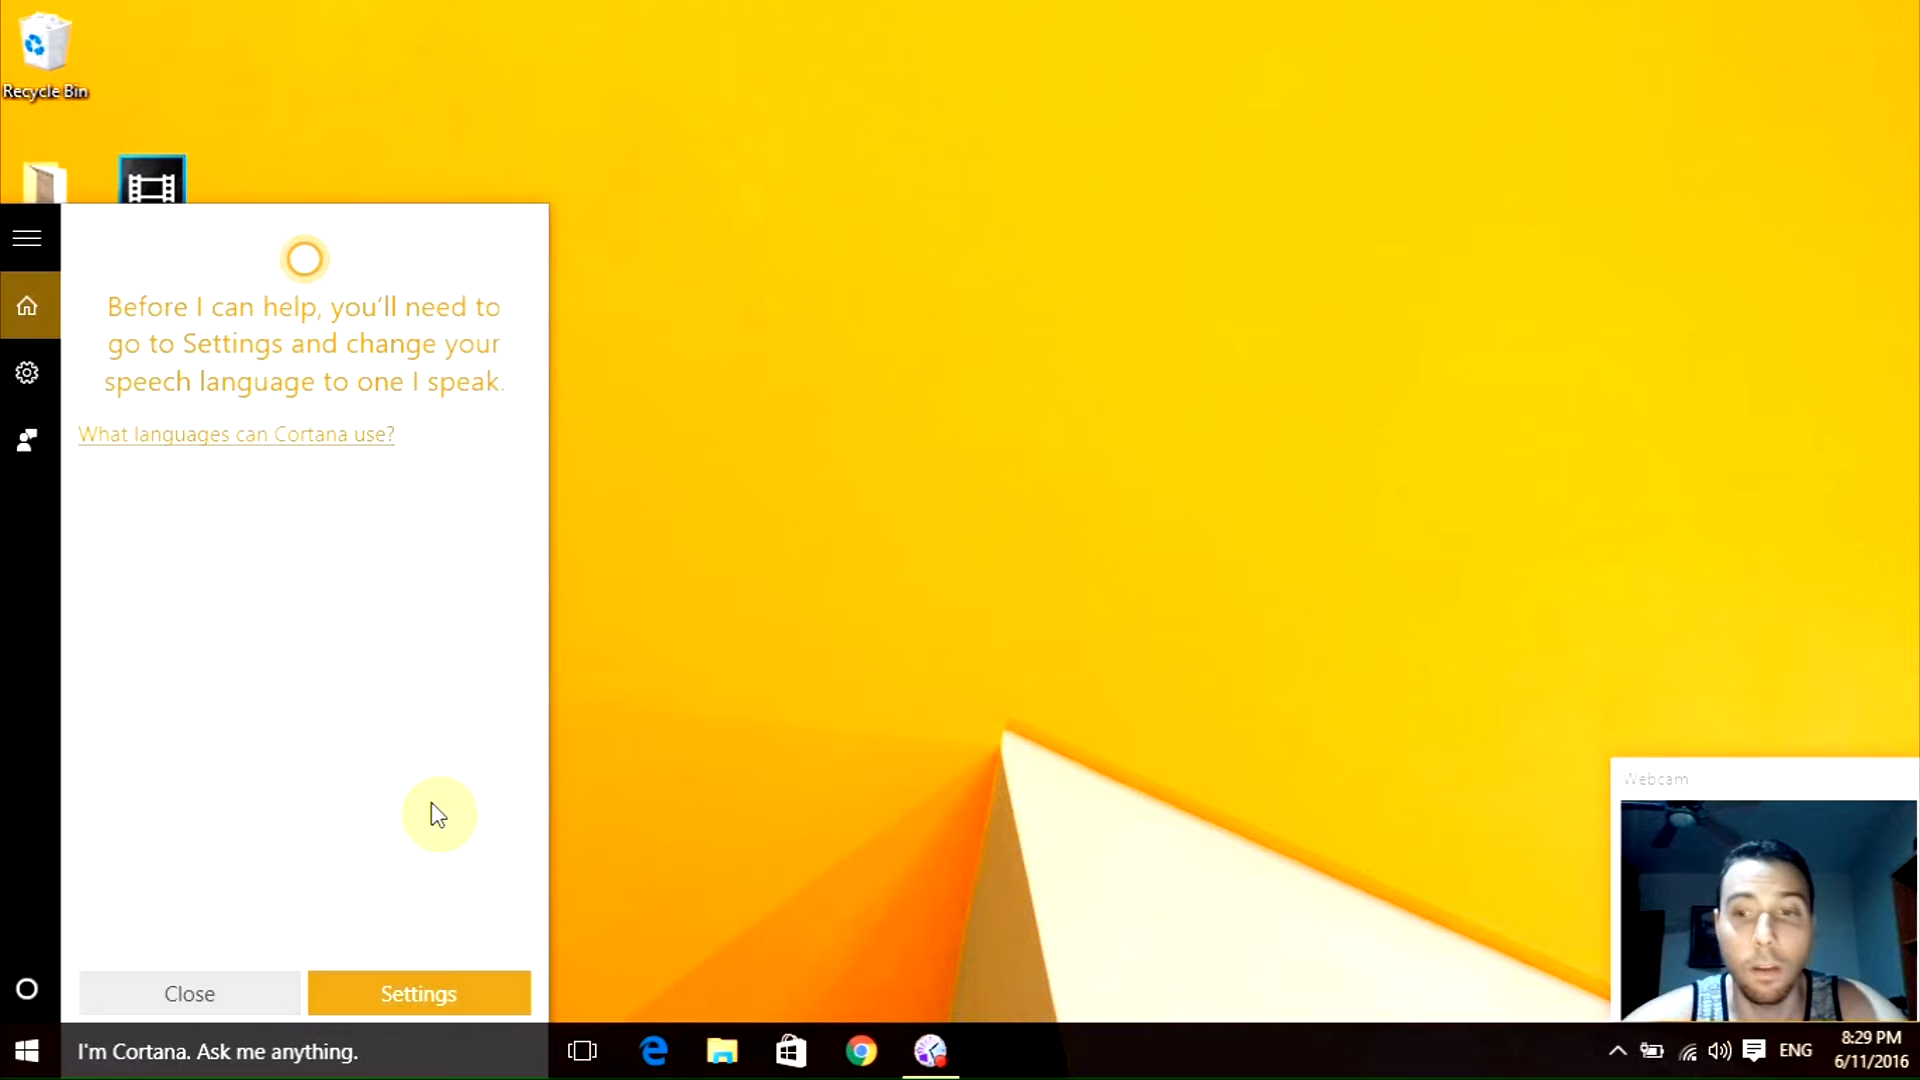 Recycle Bin
Before I can help, you'll need to
go to Settings and change your
speech language to one I speak.
What languages can Cortana use?
Close
Settings
Webcam
I'm Cortana. Ask me anything.
ENG
8:29 PM
6/11/2016